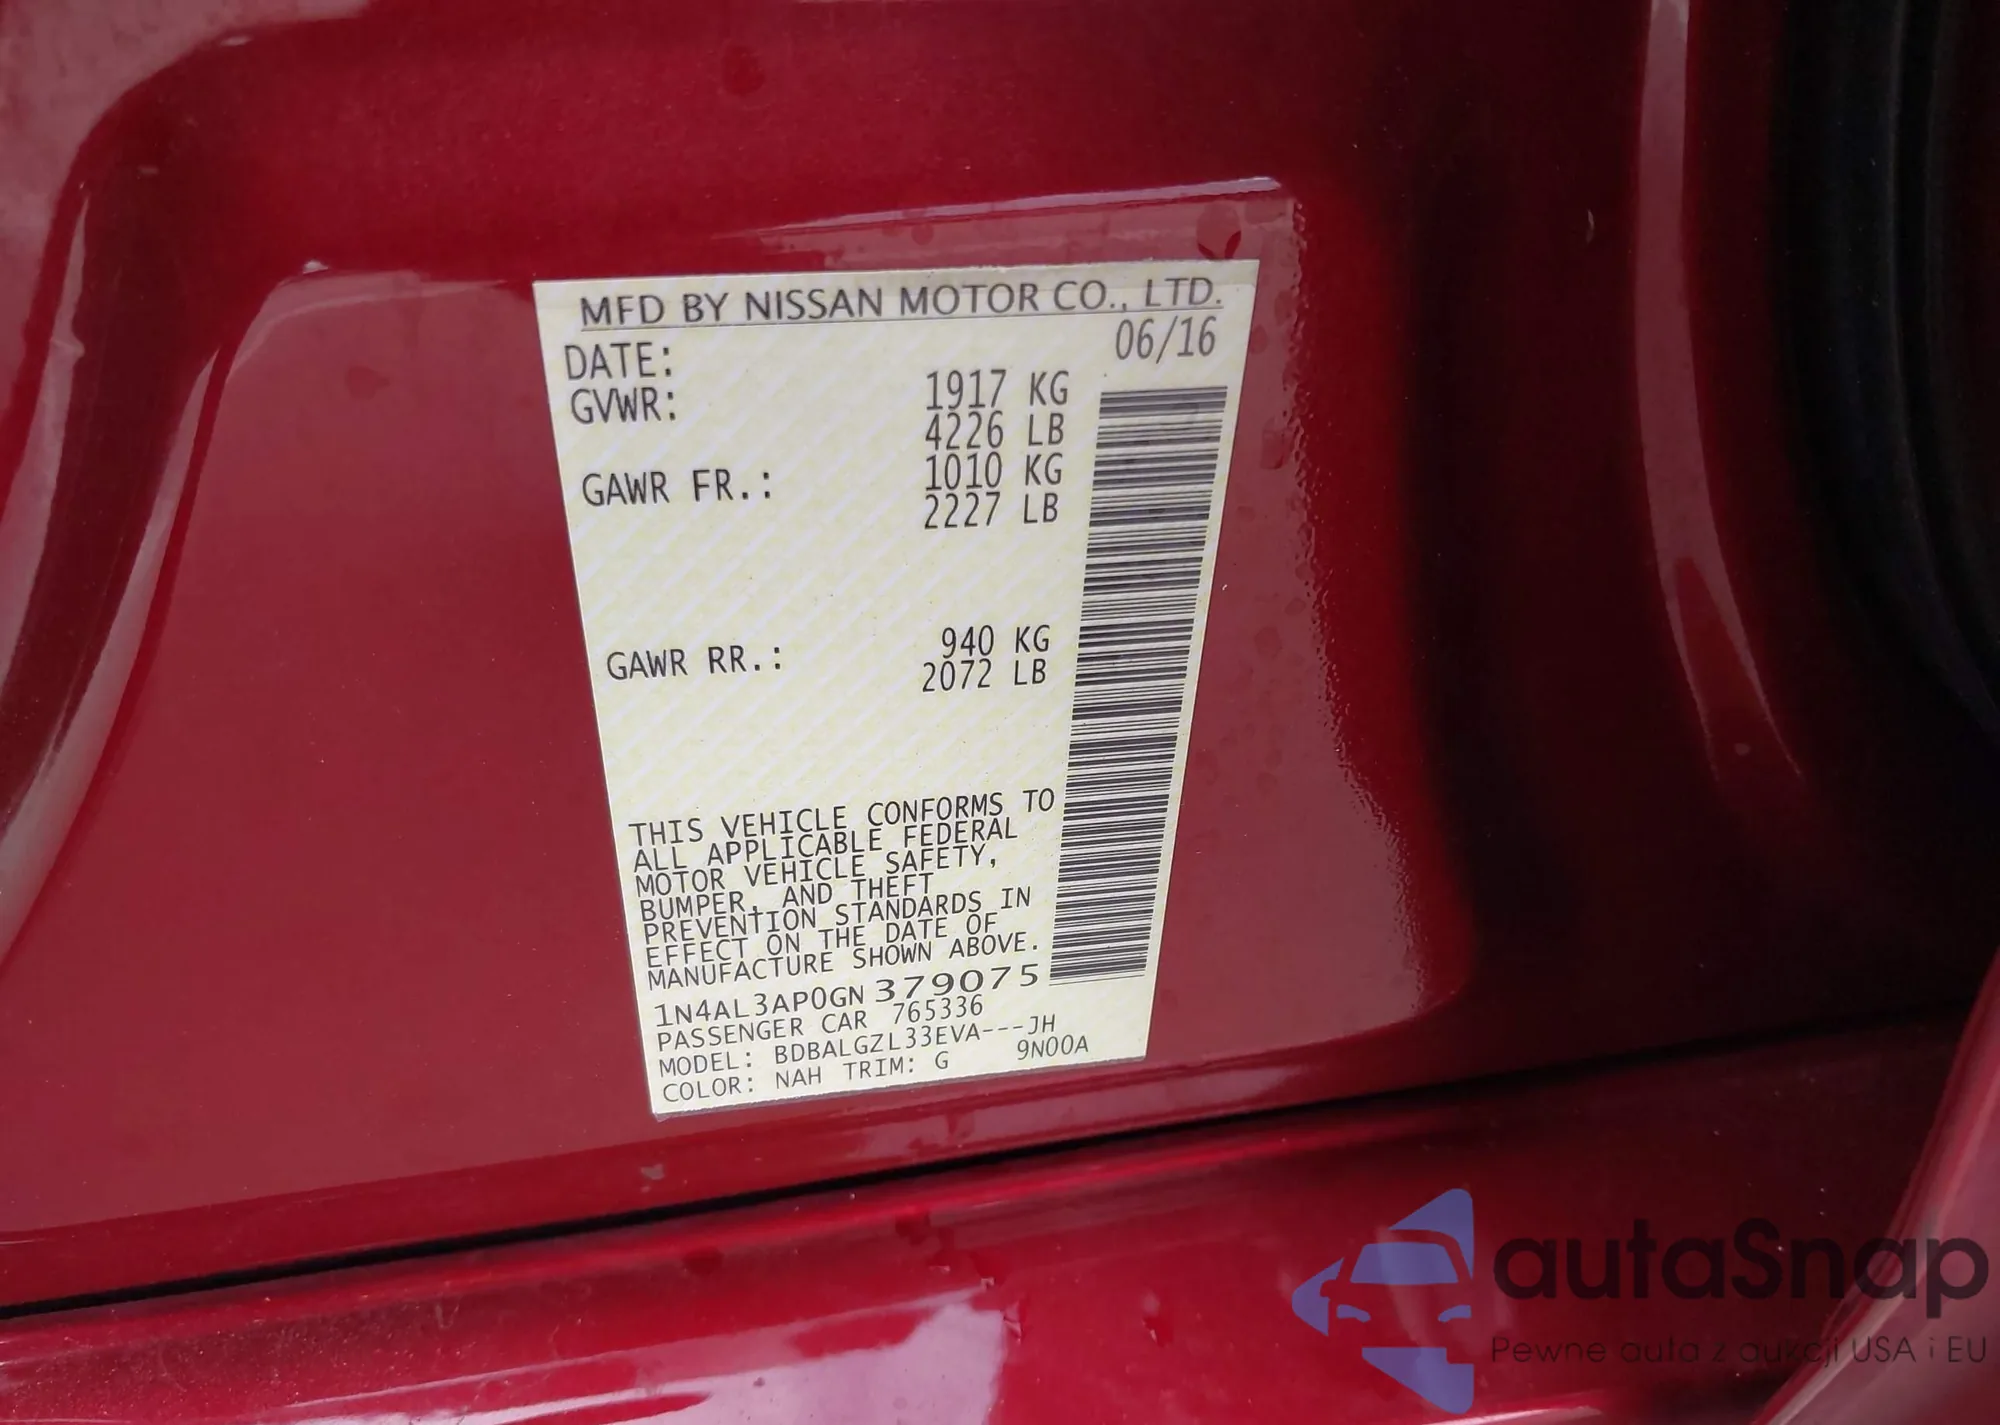 MFD BY NISSAN MOTOR CO., LTD.
DATE: 06/16
GVWR: 1917 KG
4226 LB
GAWR FR.: 1010 KG
2227 LB
GAWR RR.: 940 KG
2072 LB
THIS VEHICLE CONFORMS TO
ALL APPLICABLE FEDERAL
MOTOR VEHICLE SAFETY,
BUMPER, AND THEFT
PREVENTION STANDARDS IN
EFFECT ON THE DATE OF
MANUFACTURE SHOWN ABOVE.
1N4AL3AP0GN 379075
PASSENGER CAR 765336
MODEL: BDBALGZL33EVA---JH
COLOR: NAH TRIM: G 9N00A
autaSnap
Pewne auta z aukcji USA i EU